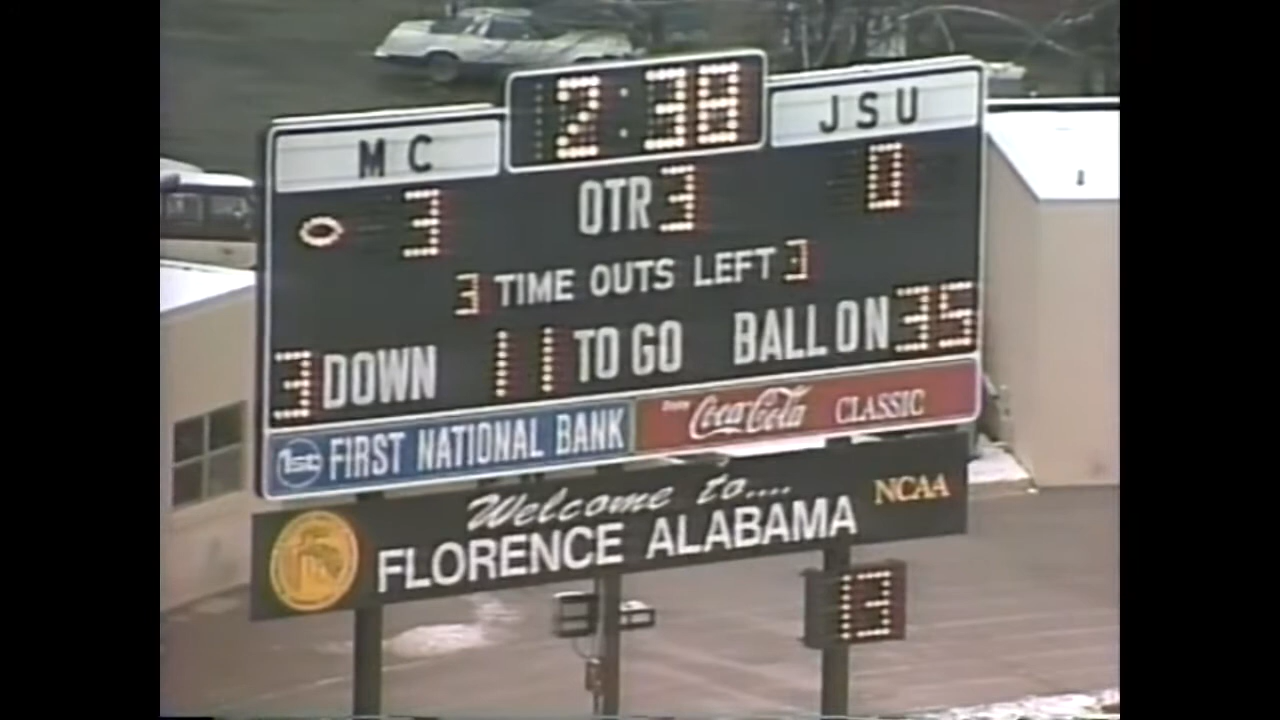 2:38
MC JSU
3 QTR 3 0
3 TIME OUTS LEFT 3
3 DOWN 11 TO GO BALL ON 35
1st FIRST NATIONAL BANK Coca-Cola CLASSIC
Welcome to.... NCAA
FLORENCE ALABAMA
13